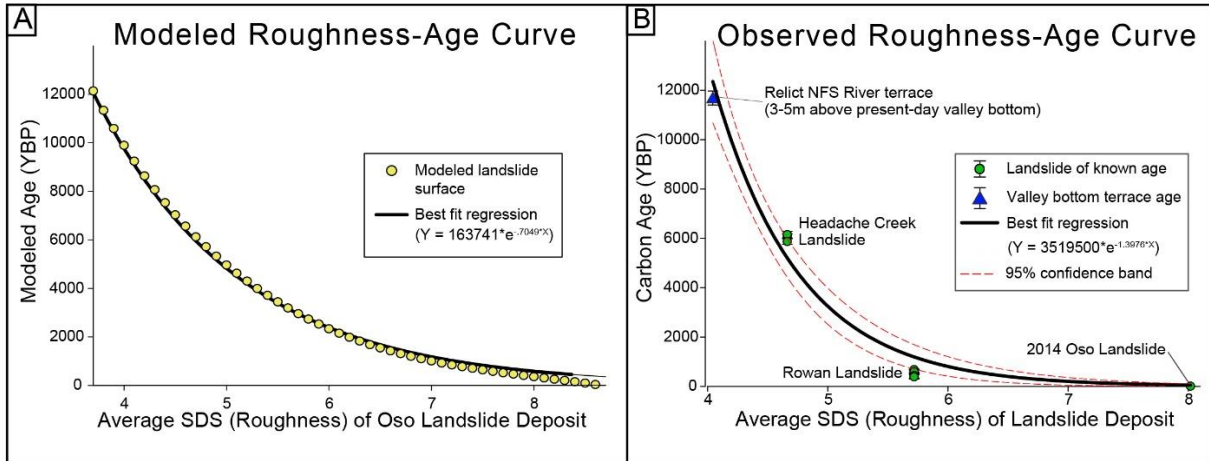 A
Modeled Roughness-Age Curve
Modeled Age (YBP)
12000
10000
8000
6000
4000
2000
0
4
5
6
7
8
Average SDS (Roughness) of Oso Landslide Deposit
Modeled landslide
surface
Best fit regression
(Y = 163741*e-.7049*X)
B
Observed Roughness-Age Curve
Carbon Age (YBP)
12000
10000
8000
6000
4000
2000
0
4
5
6
7
8
Average SDS (Roughness) of Landslide Deposit
Relict NFS River terrace
(3-5m above present-day valley bottom)
Headache Creek
Landslide
Rowan Landslide
2014 Oso Landslide
Landslide of known age
Valley bottom terrace age
Best fit regression
(Y = 3519500*e-1.3976*X)
95% confidence band